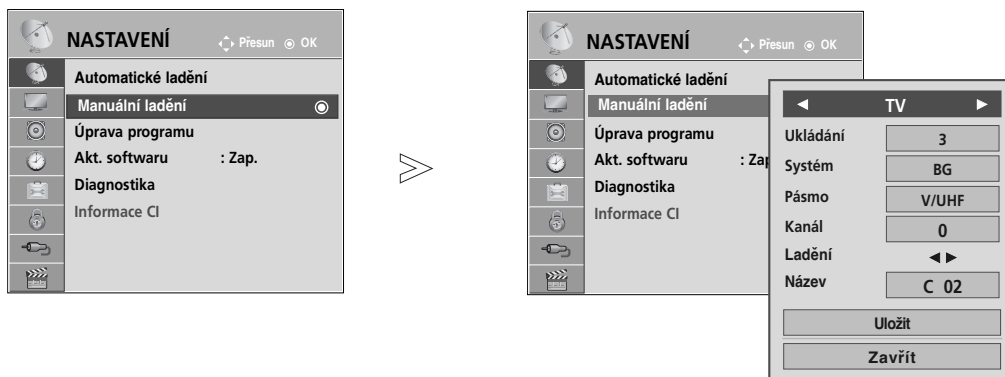 NASTAVENÍ Přesun OK
Automatické ladění
Manuální ladění
Úprava programu
Akt. softwaru : Zap.
Diagnostika
Informace CI
NASTAVENÍ Přesun OK
Automatické ladění
Manuální ladění
Úprava programu
Akt. softwaru : Zap
Diagnostika
Informace CI
TV
Ukládání 3
Systém BG
Pásmo V/UHF
Kanál 0
Ladění
Název C 02
Uložit
Zavřít